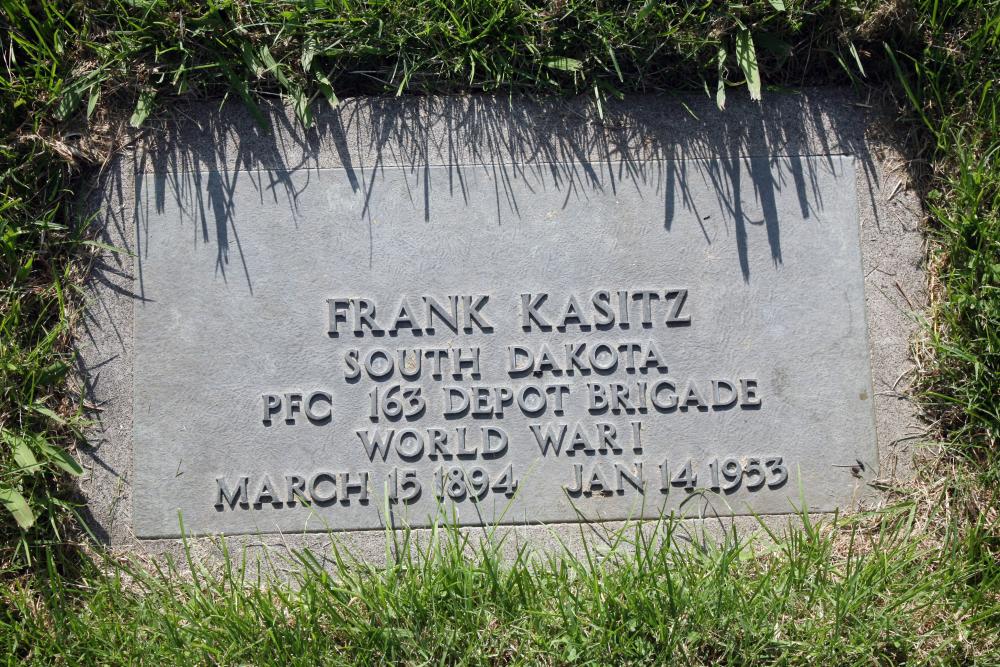 FRANK KASITZ
SOUTH DAKOTA
PFC 163 DEPOT BRIGADE
WORLD WAR I
MARCH 15 1894 JAN 14 1953